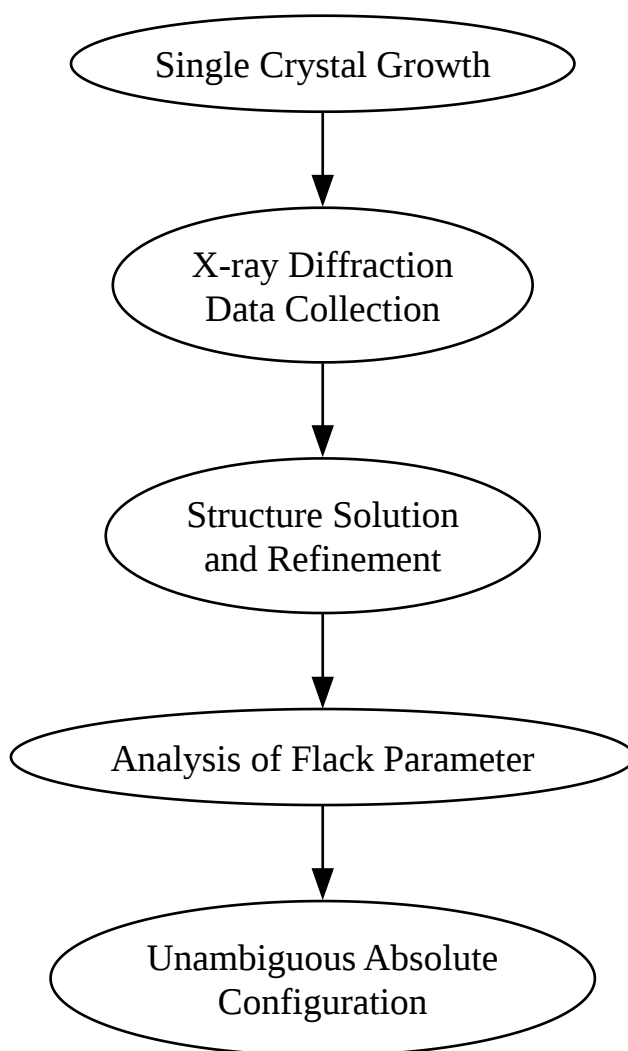 Single Crystal Growth
X-ray Diffraction
Data Collection
Structure Solution
and Refinement
Analysis of Flack Parameter
Unambiguous Absolute
Configuration